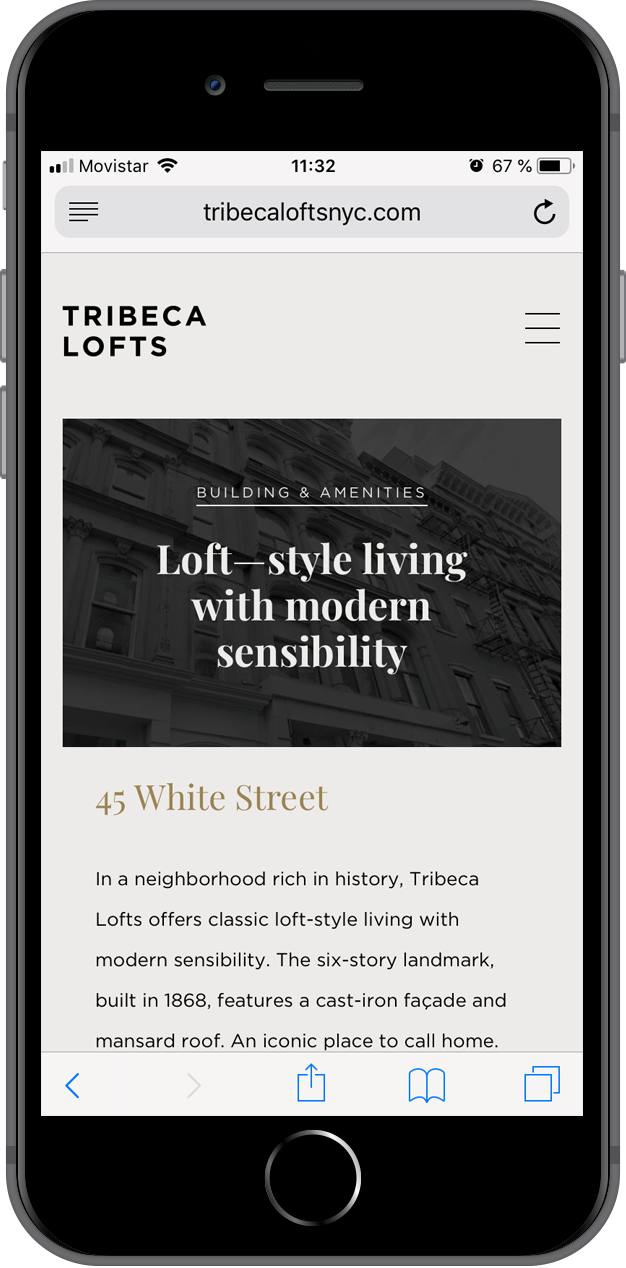 Movistar 11:32 67 %
tribecaloftsnyc.com
TRIBECA
LOFTS
BUILDING & AMENITIES
Loft—style living
with modern
sensibility
45 White Street
In a neighborhood rich in history, Tribeca
Lofts offers classic loft-style living with
modern sensibility. The six-story landmark,
built in 1868, features a cast-iron façade and
mansard roof. An iconic place to call home.